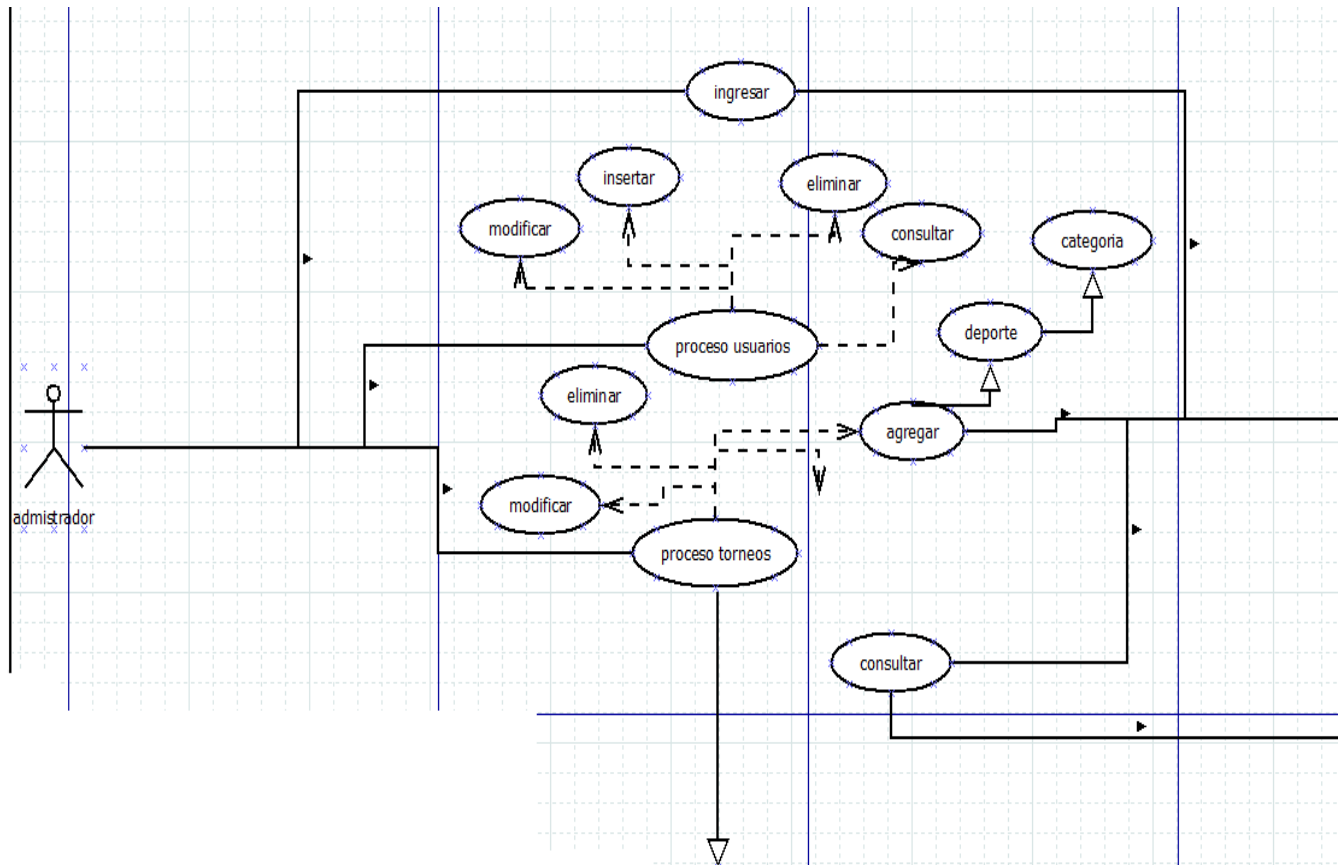 ingresar
insertar
eliminar
modificar
consultar
categoria
deporte
proceso usuarios
eliminar
agregar
modificar
admistrador
proceso torneos
consultar